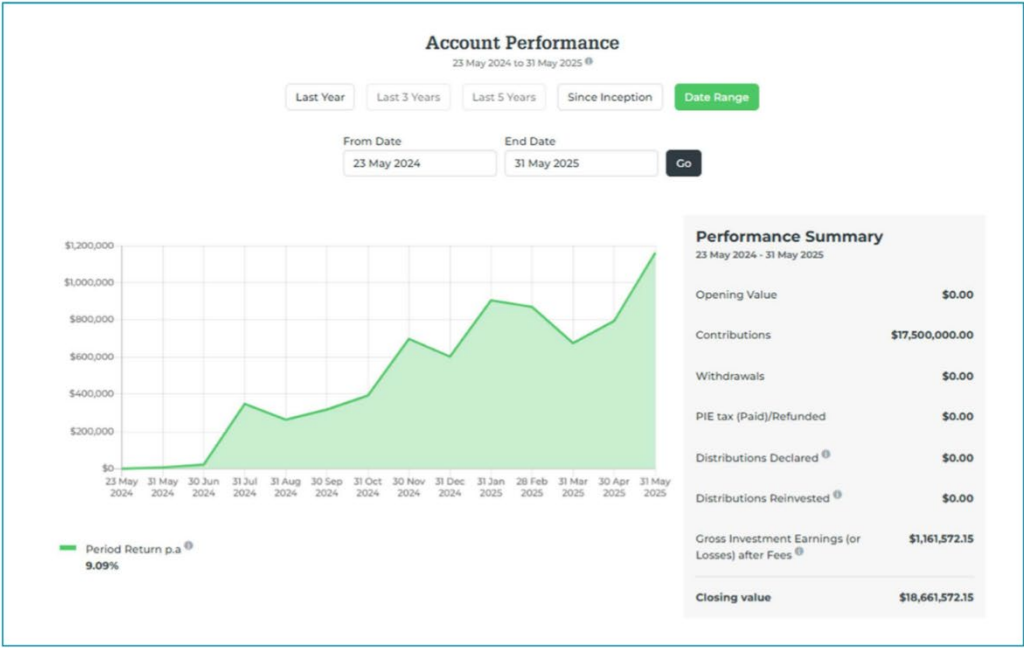 Account Performance
23 May 2024 to 31 May 2025
Last Year
Last 3 Years
Last 5 Years
Since Inception
Date Range
From Date
End Date
23 May 2024
31 May 2025
Go
$1,200,000
$1,000,000
$800,000
$600,000
$400,000
$200,000
$0
23 May 2024
31 May 2024
30 Jun 2024
31 Jul 2024
31 Aug 2024
30 Sep 2024
31 Oct 2024
30 Nov 2024
31 Dec 2024
31 Jan 2025
28 Feb 2025
31 Mar 2025
30 Apr 2025
31 May 2025
Period Return p.a
9.09%
Performance Summary
23 May 2024 - 31 May 2025
Opening Value $0.00
Contributions $17,500,000.00
Withdrawals $0.00
PIE tax (Paid)/Refunded $0.00
Distributions Declared $0.00
Distributions Reinvested $0.00
Gross Investment Earnings (or $1,161,572.15
Losses) after Fees
Closing value $18,661,572.15